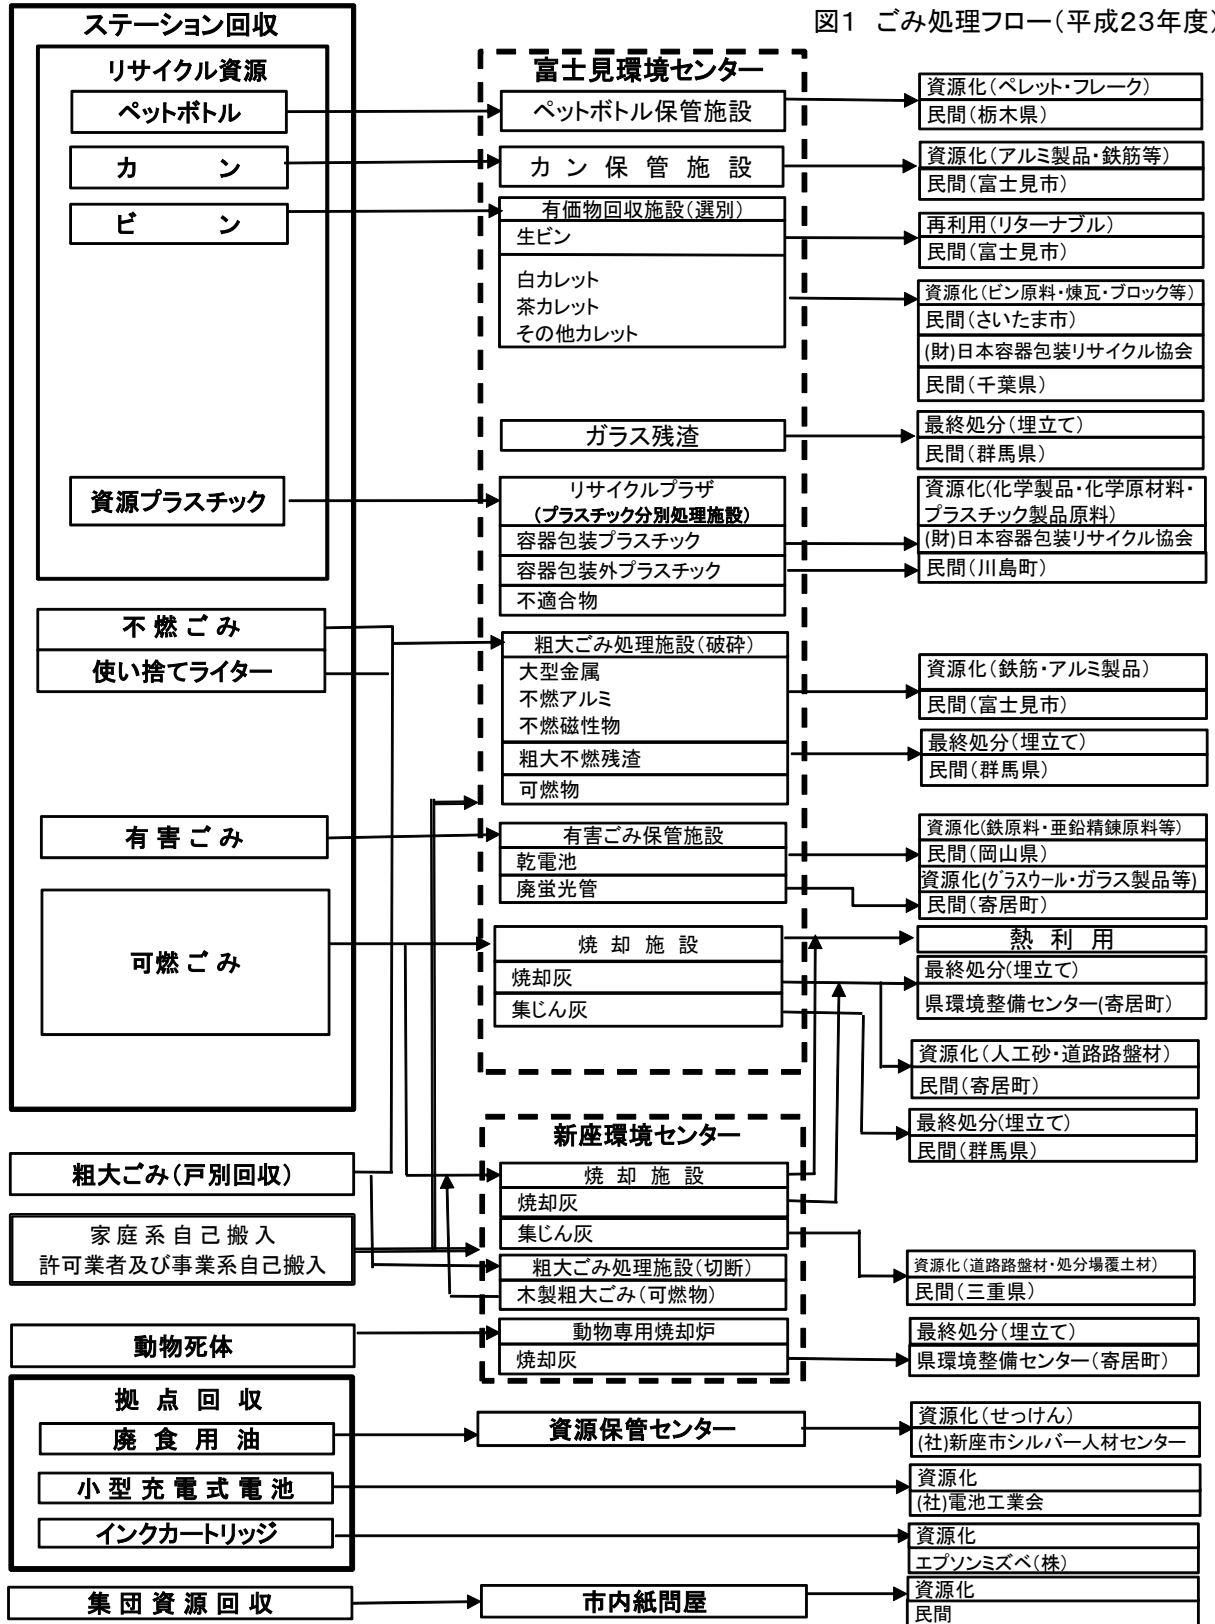 図1 ごみ処理フロー(平成23年度)
ステーション回収
リサイクル資源
ペットボトル
カン
ビン
資源プラスチック
不燃ごみ
使い捨てライター
有害ごみ
可燃ごみ
粗大ごみ(戸別回収)
家庭系自己搬入
許可業者及び事業系自己搬入
動物死体
拠点回収
廃食用油
小型充電式電池
インクカートリッジ
集団資源回収
富士見環境センター
ペットボトル保管施設
カン保管施設
有価物回収施設(選別)
生ビン
白カレット
茶カレット
その他カレット
ガラス残渣
リサイクルプラザ
(プラスチック分別処理施設)
容器包装プラスチック
容器包装外プラスチック
不適合物
粗大ごみ処理施設(破砕)
大型金属
不燃アルミ
不燃磁性物
粗大不燃残渣
可燃物
有害ごみ保管施設
乾電池
廃蛍光管
焼却施設
焼却灰
集じん灰
新座環境センター
焼却施設
焼却灰
集じん灰
粗大ごみ処理施設(切断)
木製粗大ごみ(可燃物)
動物専用焼却炉
焼却灰
資源保管センター
市内紙問屋
資源化(ペレット・フレーク)
民間(栃木県)
資源化(アルミ製品・鉄筋等)
民間(富士見市)
再利用(リターナブル)
民間(富士見市)
資源化(ビン原料・煉瓦・ブロック等)
民間(さいたま市)
(財)日本容器包装リサイクル協会
民間(千葉県)
最終処分(埋立て)
民間(群馬県)
資源化(化学製品・化学原材料・
プラスチック製品原料)
(財)日本容器包装リサイクル協会
民間(川島町)
資源化(鉄筋・アルミ製品)
民間(富士見市)
最終処分(埋立て)
民間(群馬県)
資源化(鉄原料・亜鉛精錬原料等)
民間(岡山県)
資源化(グラスウール・ガラス製品等)
民間(寄居町)
熱利用
最終処分(埋立て)
県環境整備センター(寄居町)
資源化(人工砂・道路路盤材)
民間(寄居町)
最終処分(埋立て)
民間(群馬県)
資源化(道路路盤材・処分場覆土材)
民間(三重県)
最終処分(埋立て)
県環境整備センター(寄居町)
資源化(せっけん)
(社)新座市シルバー人材センター
資源化
(社)電池工業会
資源化
エプソンミズベ(株)
資源化
民間